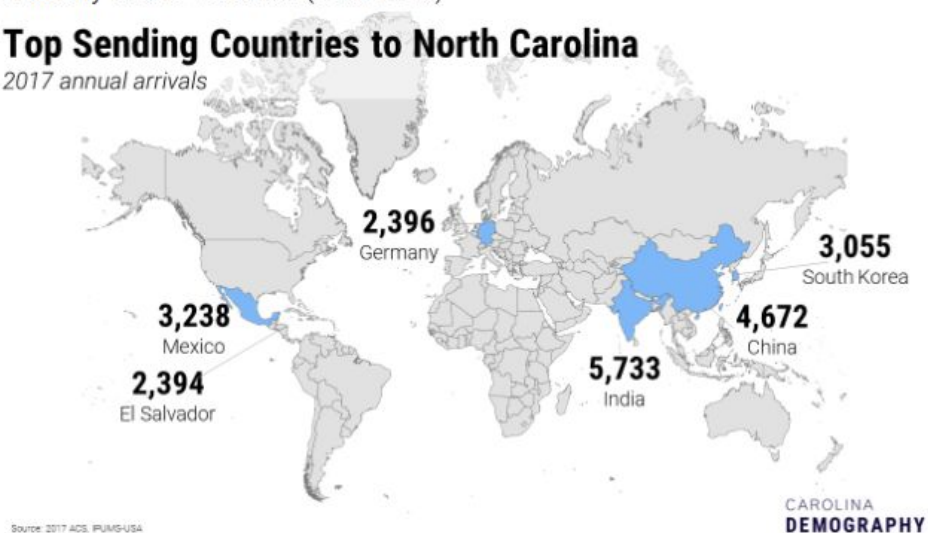 Top Sending Countries to North Carolina
2017 annual arrivals
2,396
Germany
3,055
South Korea
3,238
Mexico
4,672
China
2,394
El Salvador
5,733
India
Source: 2017 ACS, IPUMS-USA
CAROLINA
DEMOGRAPHY